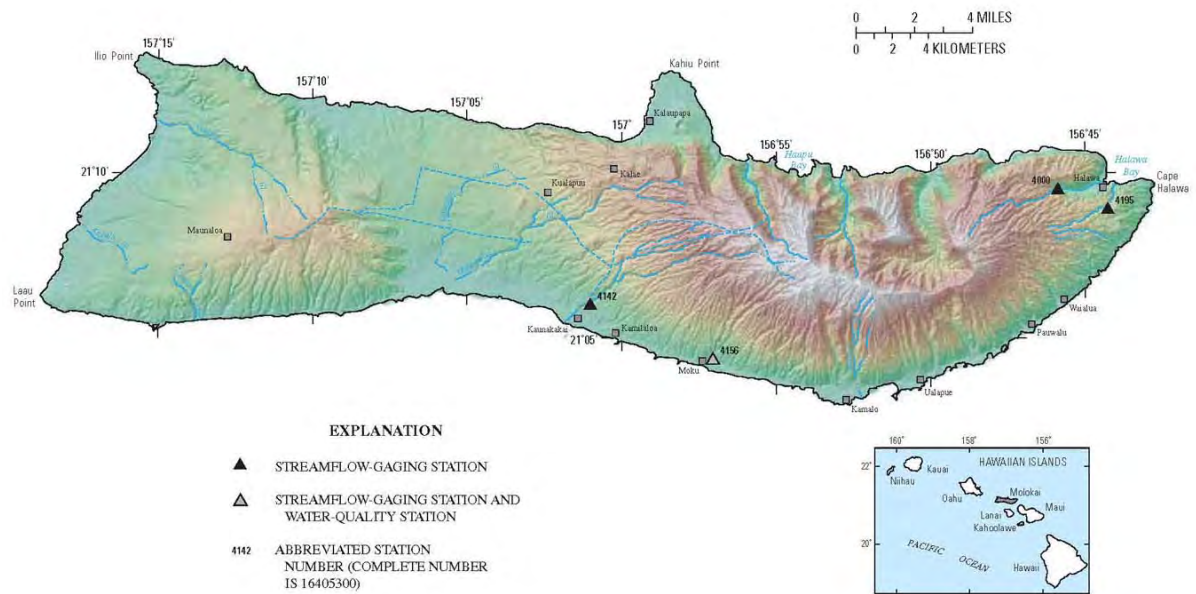 0 2 4 MILES
0 2 4 KILOMETERS
157°15'
Ilio Point
157°10'
157°05'
Kahiu Point
157°
Kalaupapa
156°55'
Haupu
Bay
156°50'
156°45'
Halawa
Bay
21°10'
Kualapuu
Kalae
4000
Halawa
Cape
Halawa
4195
Maunaloa
Laau
Point
4142
Kaunakakai
Kamiloloa
21°05
4156
Moku
Waialua
Pauwalu
Ualapue
Kamalo
EXPLANATION
STREAMFLOW-GAGING STATION
STREAMFLOW-GAGING STATION AND
WATER-QUALITY STATION
4142 ABBREVIATED STATION
NUMBER (COMPLETE NUMBER
IS 16405300)
160° 158° 156°
22°
HAWAIIAN ISLANDS
Kauai
Niihau
Oahu
Molokai
Lanai
Maui
Kahoolawe
20°
PACIFIC OCEAN
Hawaii